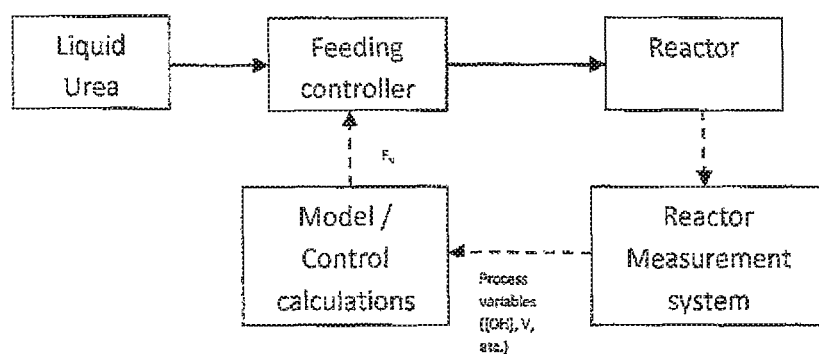 Liquid
Urea
Feeding
controller
Reactor
Model /
Control
calculations
Process
variables
([OH], V,
etc.)
Reactor
Measurement
system